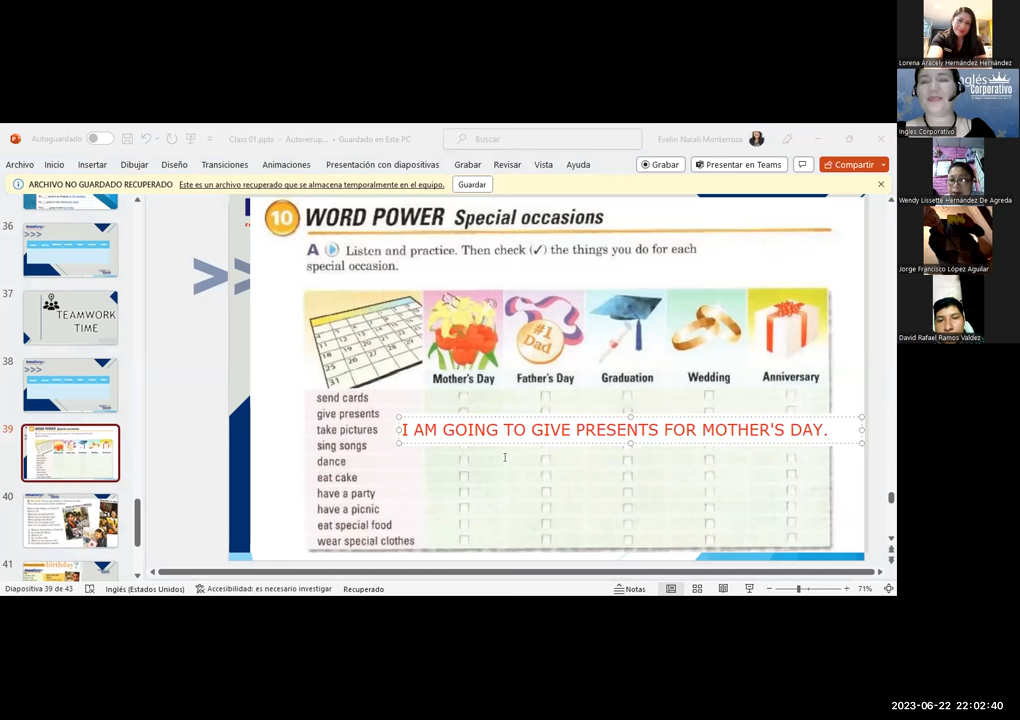 Lorena Aracely Hernández Hernández
nglés
Corporativo
Ingles Corporativo
Wendy Lissette Hernández De Agreda
Jorge Francisco López Aguilar
David Rafael Ramos Valdez
Autoguardado
Class 01.pptx - Autorecup... • Guardado en Este PC
Buscar
Evelin Natali Monterrosa
Archivo Inicio Insertar Dibujar Diseño Transiciones Animaciones Presentación con diapositivas Grabar Revisar Vista Ayuda
Grabar
Presentar en Teams
Compartir
ARCHIVO NO GUARDADO RECUPERADO Este es un archivo recuperado que se almacena temporalmente en el equipo. Guardar
36
37
TEAMWORK
TIME
38
39
40
41
birthday?
10 WORD POWER Special occasions
A Listen and practice. Then check (✓) the things you do for each
special occasion.
#1
Dad
Mother's Day Father's Day Graduation Wedding Anniversary
send cards
give presents
take pictures
I AM GOING TO GIVE PRESENTS FOR MOTHER'S DAY.
sing songs
dance
eat cake
have a party
have a picnic
eat special food
wear special clothes
Diapositiva 39 de 43 Inglés (Estados Unidos) Accesibilidad: es necesario investigar Recuperado Notas 71%
2023-06-22 22:02:40